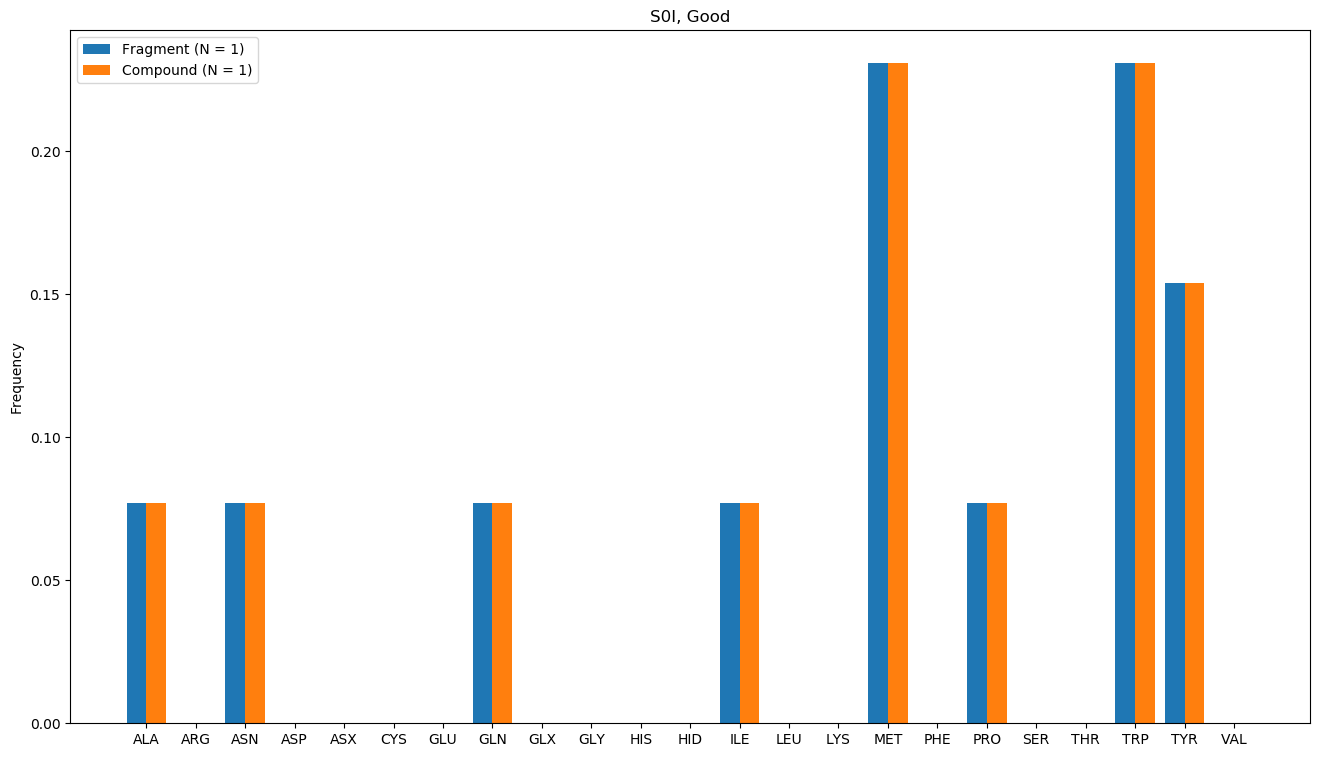 S0I, Good
Fragment (N = 1)
Compound (N = 1)
Frequency
0.20
0.15
0.10
0.05
0.00
ALA ARG ASN ASP ASX CYS GLU GLN GLX GLY HIS HID ILE LEU LYS MET PHE PRO SER THR TRP TYR VAL